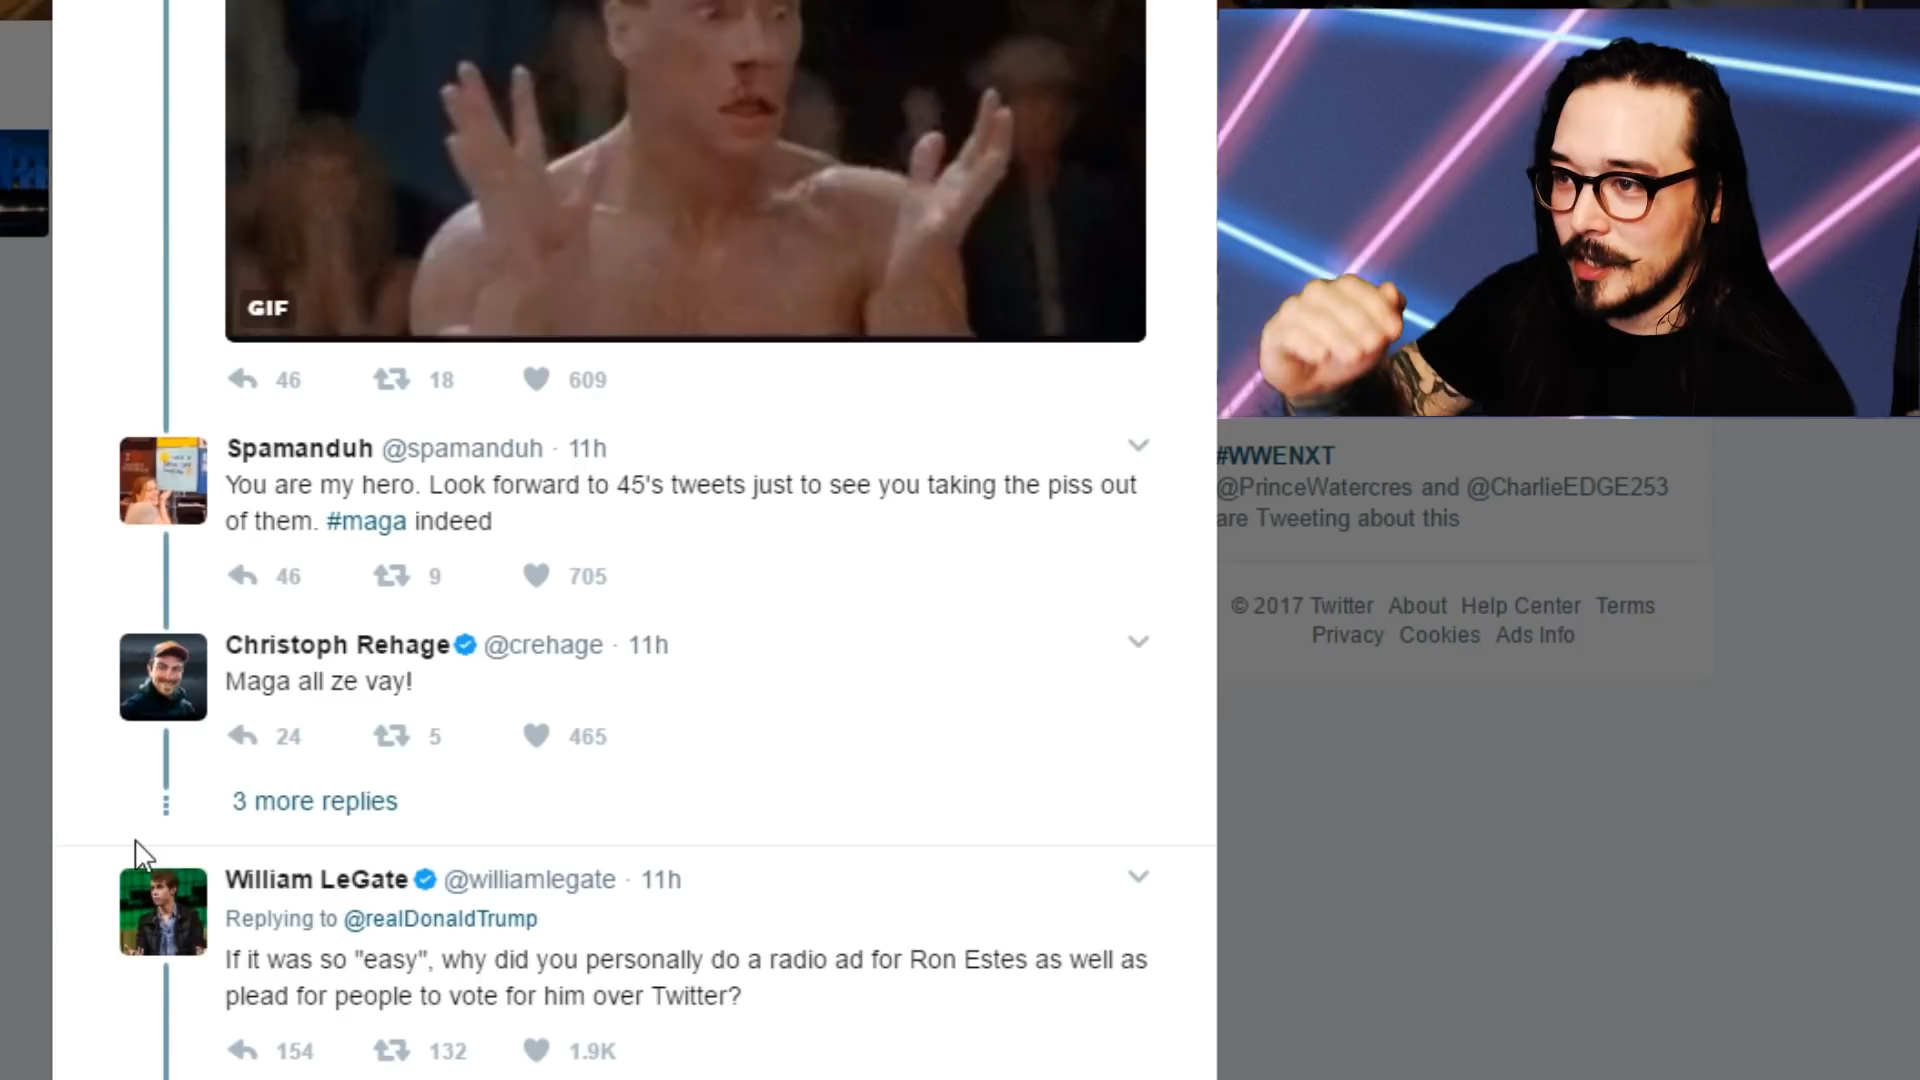 GIF
46 18 609
Spamanduh @spamanduh · 11h
You are my hero. Look forward to 45's tweets just to see you taking the piss out
of them. #maga indeed
46 9 705
Christoph Rehage @crehage · 11h
Maga all ze vay!
24 5 465
3 more replies
William LeGate @williamlegate · 11h
Replying to @realDonaldTrump
If it was so "easy", why did you personally do a radio ad for Ron Estes as well as
plead for people to vote for him over Twitter?
154 132 1.9K
#WWENXT
@PrinceWatercres and @CharlieEDGE253
are Tweeting about this
© 2017 Twitter About Help Center Terms
Privacy Cookies Ads Info